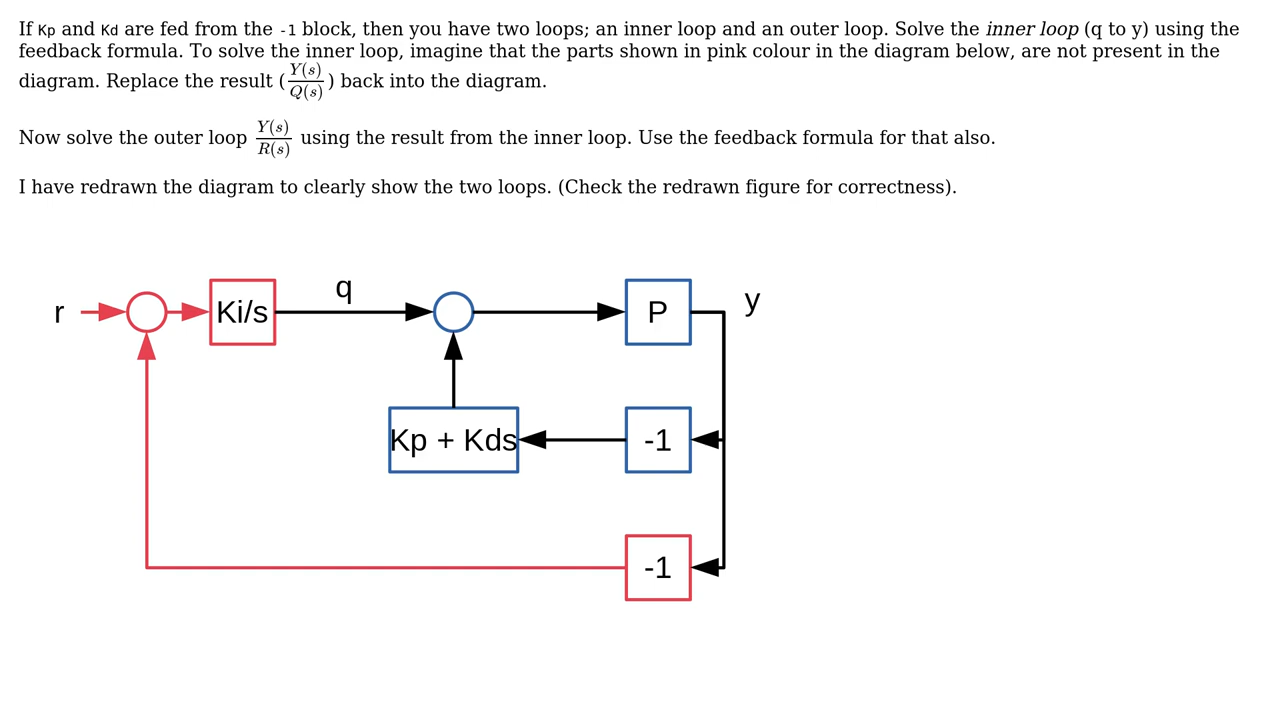 If Kp and Kd are fed from the -1 block, then you have two loops; an inner loop and an outer loop. Solve the inner loop (q to y) using the
feedback formula. To solve the inner loop, imagine that the parts shown in pink colour in the diagram below, are not present in the
diagram. Replace the result (Y(s)/Q(s)) back into the diagram.
Now solve the outer loop Y(s)/R(s) using the result from the inner loop. Use the feedback formula for that also.
I have redrawn the diagram to clearly show the two loops. (Check the redrawn figure for correctness).
r
Ki/s
q
P
y
Kp + Kds
-1
-1